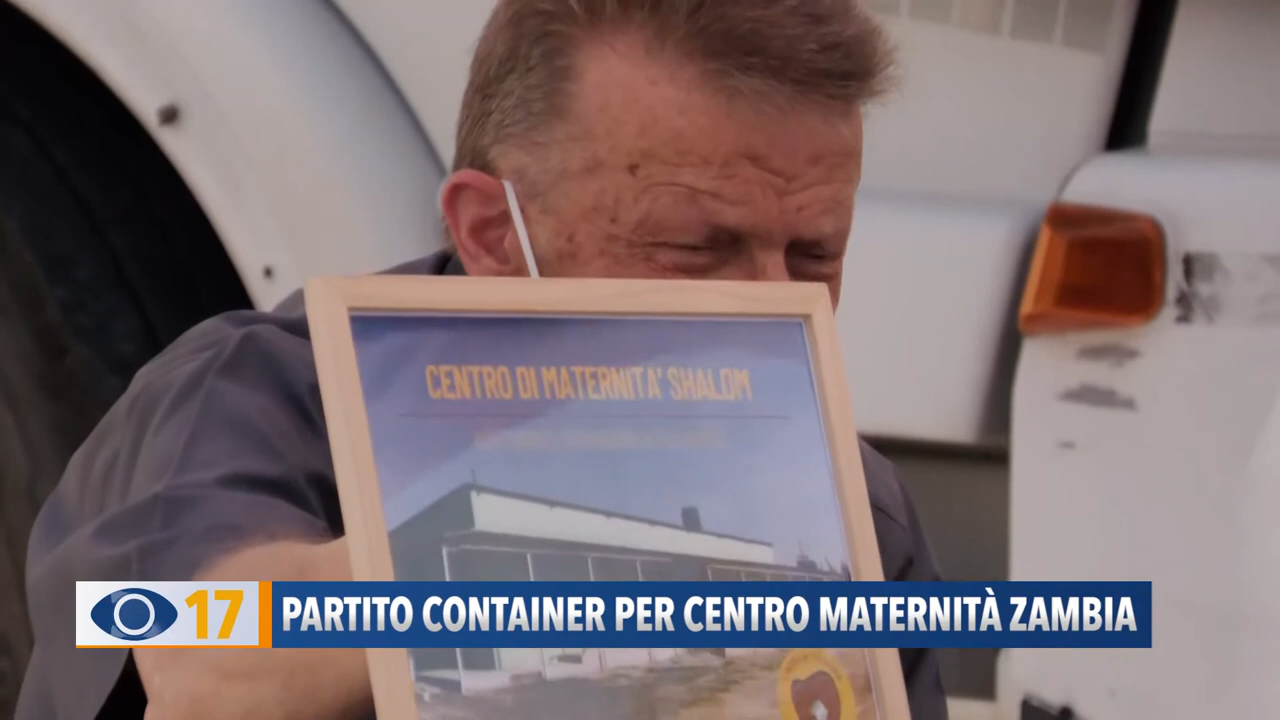 CENTRO DI MATERNITA' SHALOM
17 PARTITO CONTAINER PER CENTRO MATERNITÀ ZAMBIA